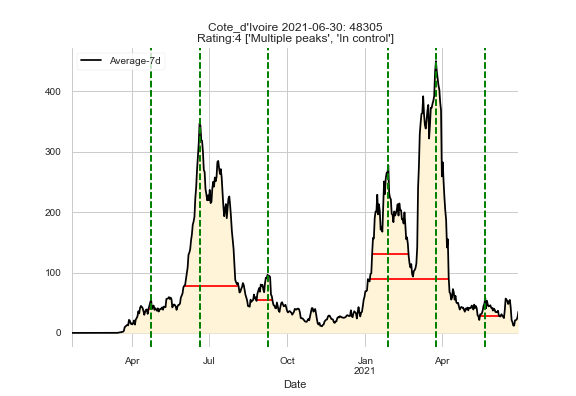 Cote_d'Ivoire 2021-06-30: 48305
Rating:4 ['Multiple peaks', 'In control']
Average-7d
400
300
200
100
0
Apr
Jul
Oct
Jan
2021
Apr
Date